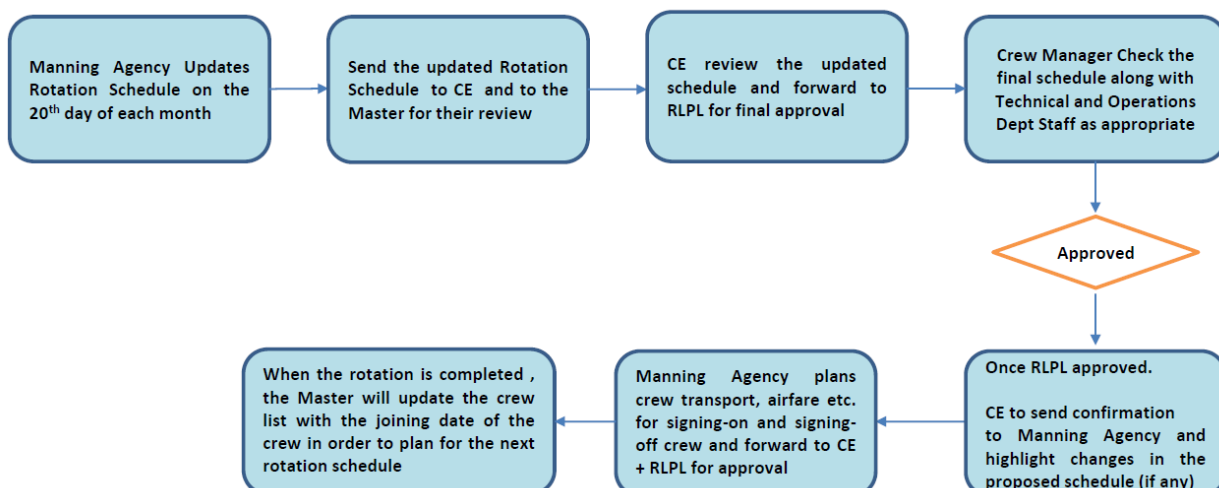 Manning Agency Updates
Rotation Schedule on the
20th day of each month
Send the updated Rotation
Schedule to CE and to the
Master for their review
CE review the updated
schedule and forward to
RLPL for final approval
Crew Manager Check the
final schedule along with
Technical and Operations
Dept Staff as appropriate
Approved
Once RLPL approved.
CE to send confirmation
to Manning Agency and
highlight changes in the
proposed schedule (if any)
Manning Agency plans
crew transport, airfare etc.
for signing-on and signing-
off crew and forward to CE
+ RLPL for approval
When the rotation is completed ,
the Master will update the crew
list with the joining date of the
crew in order to plan for the next
rotation schedule